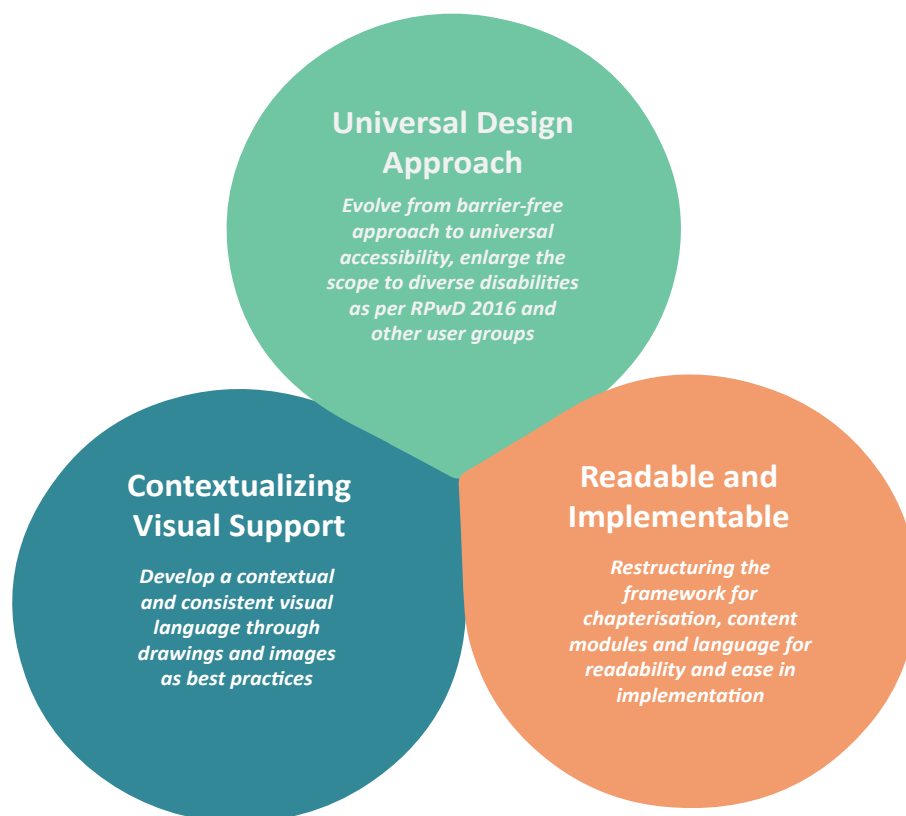 Universal Design
Approach
Evolve from barrier-free
approach to universal
accessibility, enlarge the
scope to diverse disabilities
as per RPwD 2016 and
other user groups
Contextualizing
Visual Support
Develop a contextual
and consistent visual
language through
drawings and images
as best practices
Readable and
Implementable
Restructuring the
framework for
chapterisation, content
modules and language for
readability and ease in
implementation